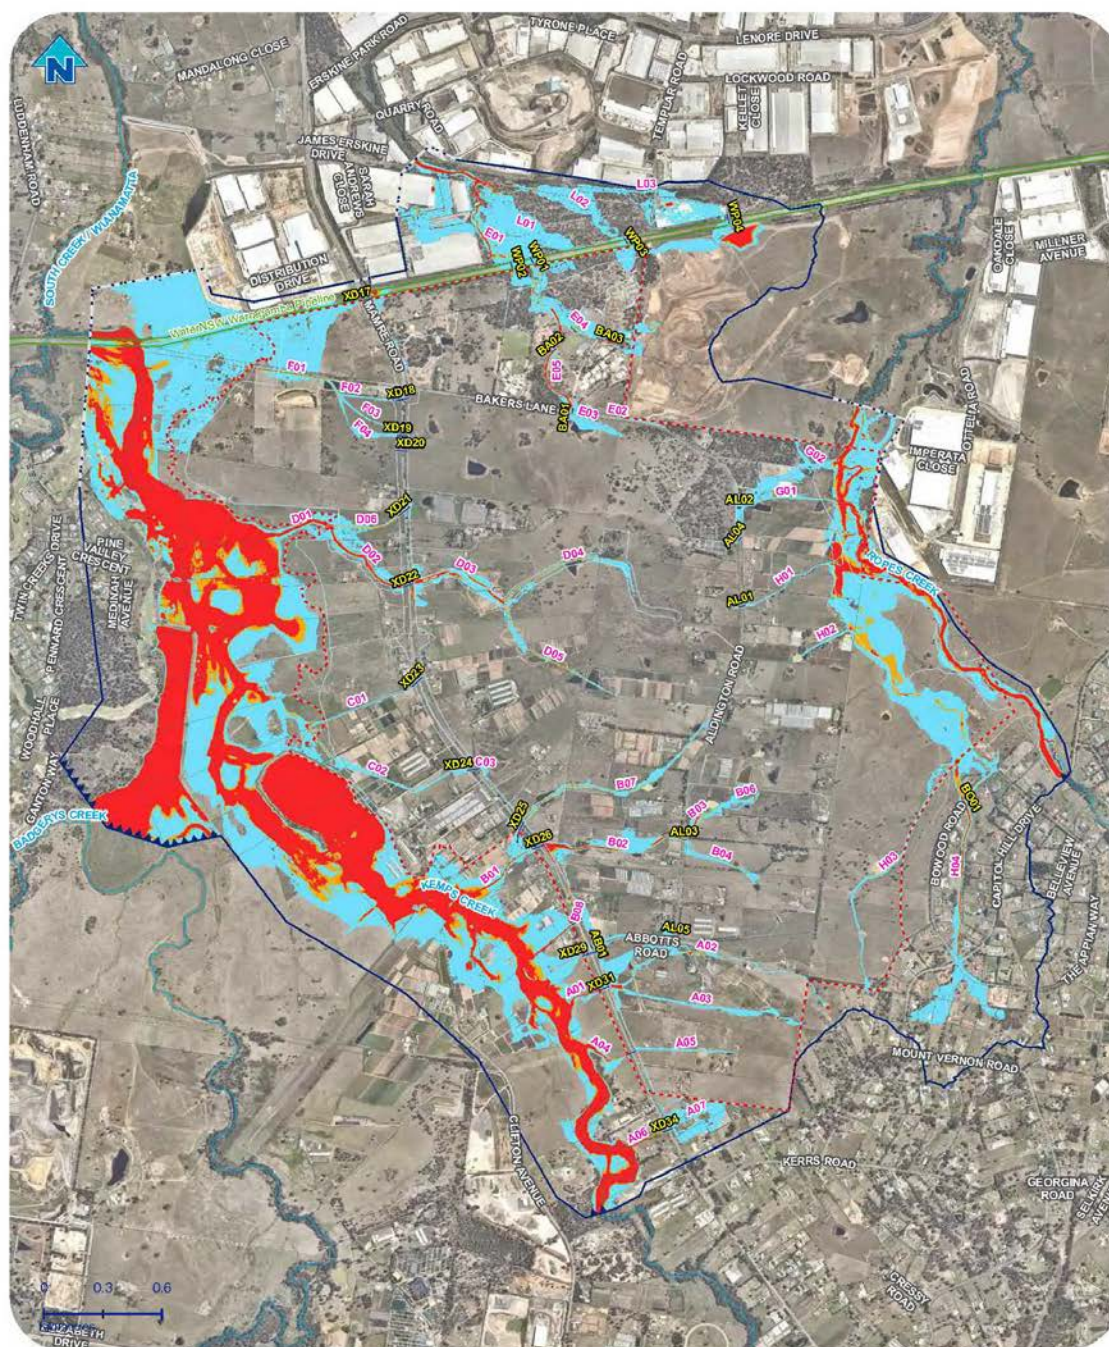 TYRONE PLACE
LENORE DRIVE
ERSKINE PARK ROAD
MANDALONG CLOSE
N
LOCKWOOD ROAD
QUARRY ROAD
TEMPLAR ROAD
KELLET CLOSE
LUDDENHAM ROAD
JAMES ERSKINE DRIVE
SARAH ANDREWS CLOSE
L03
L02
WP04
L01
SOUTH CREEK / WIANAMATTA
E01
WP03
OAKDALE CLOSE
MILLNER AVENUE
DISTRIBUTION DRIVE
WP02
WP01
XD17
WaterNSW Warragamba Pipeline
MAMRE ROAD
E04
BA03
BA02
F01
E05
F02
XD18
BAKERS LANE
F03
BA01
E03
E02
OTTELIA ROAD
F04
XD19
XD20
IMPERATA CLOSE
G02
G01
AL02
XD21
D01
D06
AL04
PINE VALLEY CRESCENT
TWIN CREEKS DRIVE
PENNARD CRESCENT
MEDINAH AVENUE
D02
D04
XD22
D03
ROPES CREEK
H01
AL01
H02
D05
XD23
C01
ALDINGTON ROAD
WOODHALL PLACE
CANTON WAY
C02
XD24
C03
B07
B06
BO01
B03
XD25
XD26
AL03
B02
B04
BADGERYS CREEK
BOWOOD ROAD
CAPITOL HILL DRIVE
BELLEVIEW AVENUE
B01
H03
H04
KEMPS CREEK
B08
AL05
ABBOTTS ROAD
A02
XD29
AB01
THE APPIAN WAY
A01
XD31
A03
A04
A05
MOUNT VERNON ROAD
A07
A06
XD34
CLIFTON AVENUE
KERRS ROAD
GEORGINA ROAD
SELKIRK
CRESSY ROAD
0 0.3 0.6
DRIVE